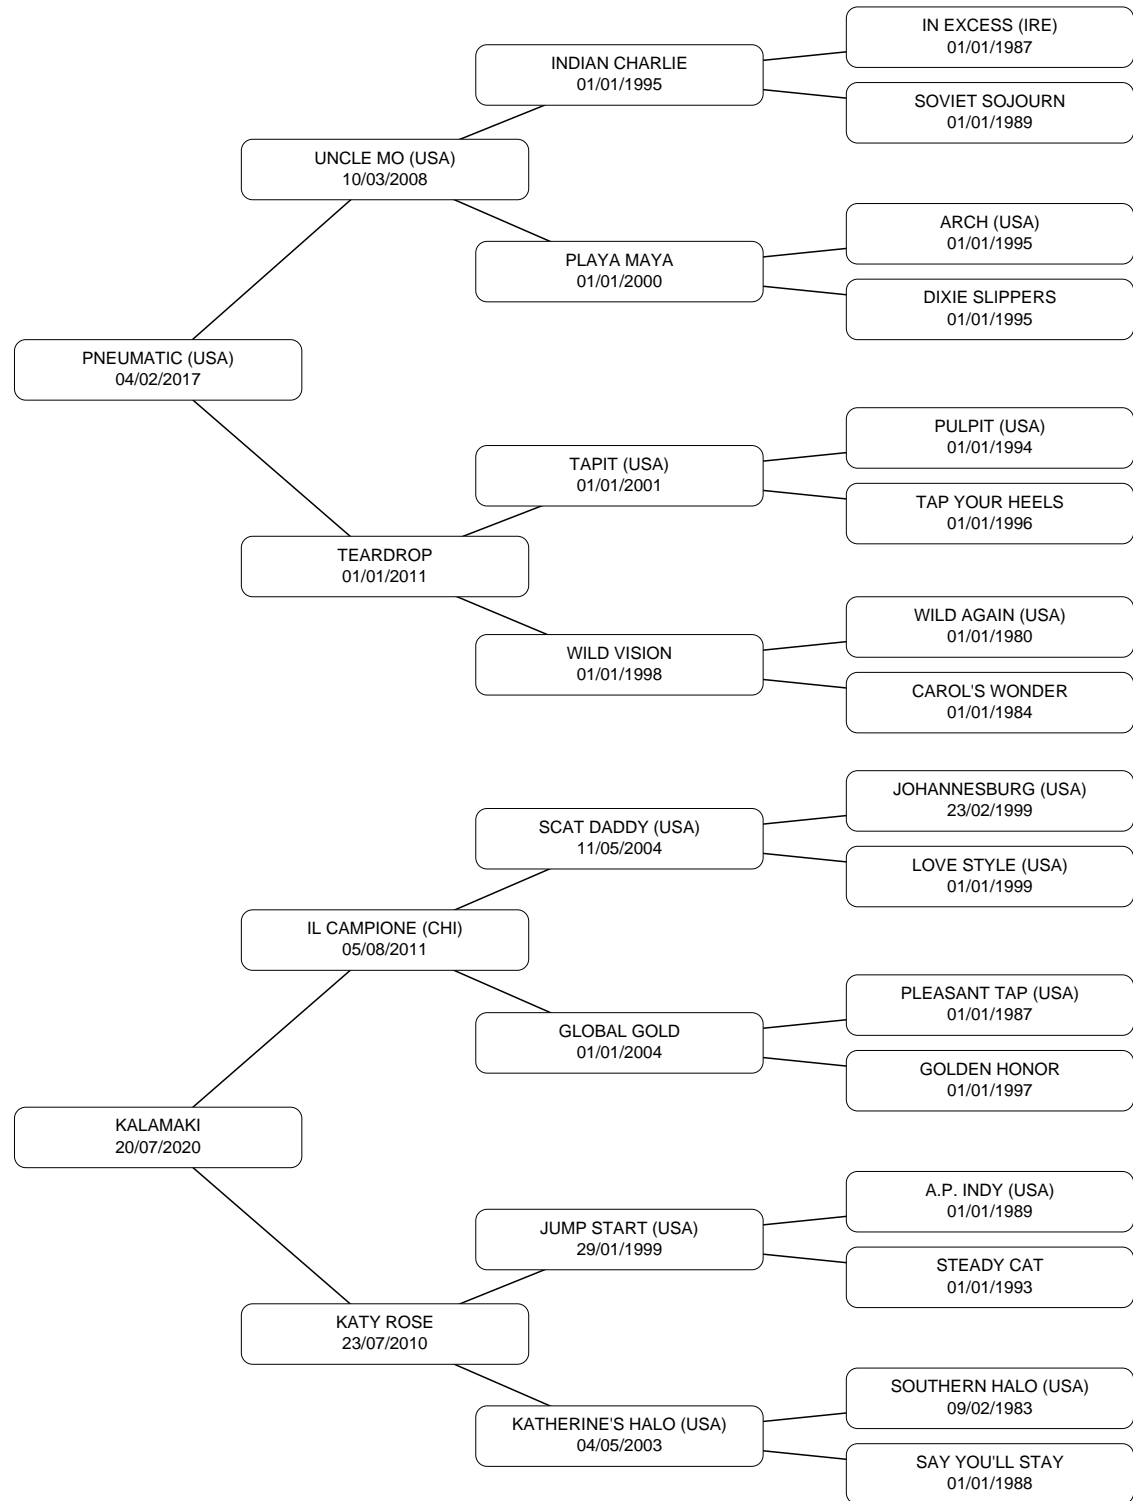 IN EXCESS (IRE)
01/01/1987
INDIAN CHARLIE
01/01/1995
SOVIET SOJOURN
01/01/1989
UNCLE MO (USA)
10/03/2008
ARCH (USA)
01/01/1995
PLAYA MAYA
01/01/2000
DIXIE SLIPPERS
01/01/1995
PNEUMATIC (USA)
04/02/2017
PULPIT (USA)
01/01/1994
TAPIT (USA)
01/01/2001
TAP YOUR HEELS
01/01/1996
TEARDROP
01/01/2011
WILD AGAIN (USA)
01/01/1980
WILD VISION
01/01/1998
CAROL'S WONDER
01/01/1984
JOHANNESBURG (USA)
23/02/1999
SCAT DADDY (USA)
11/05/2004
LOVE STYLE (USA)
01/01/1999
IL CAMPIONE (CHI)
05/08/2011
PLEASANT TAP (USA)
01/01/1987
GLOBAL GOLD
01/01/2004
GOLDEN HONOR
01/01/1997
KALAMAKI
20/07/2020
A.P. INDY (USA)
01/01/1989
JUMP START (USA)
29/01/1999
STEADY CAT
01/01/1993
KATY ROSE
23/07/2010
SOUTHERN HALO (USA)
09/02/1983
KATHERINE'S HALO (USA)
04/05/2003
SAY YOU'LL STAY
01/01/1988